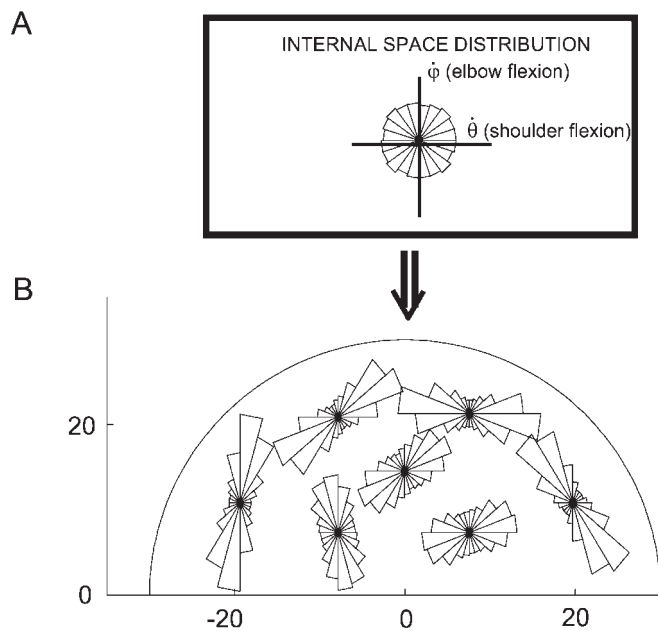 A
INTERNAL SPACE DISTRIBUTION
φ̇ (elbow flexion)
θ̇ (shoulder flexion)
B
20
0
-20
0
20